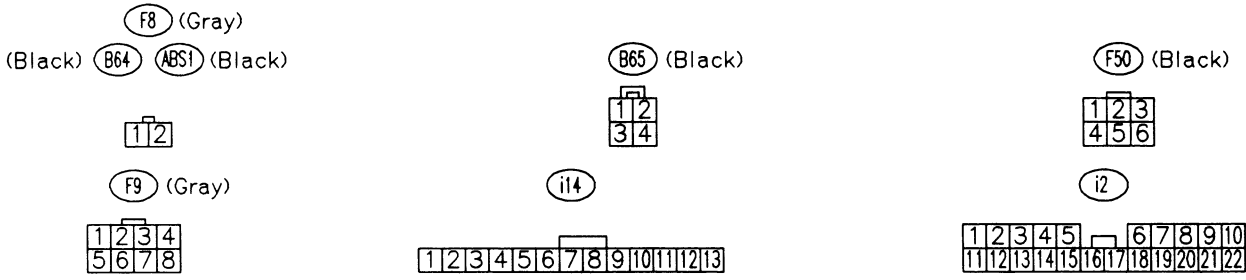 F8 (Gray)
(Black) B64 ABS1 (Black)
1 2
B65 (Black)
1 2
3 4
F50 (Black)
1 2 3
4 5 6
F9 (Gray)
1 2 3 4
5 6 7 8
i14
1 2 3 4 5 6 7 8 9 10 11 12 13
i2
1 2 3 4 5 6 7 8 9 10
11 12 13 14 15 16 17 18 19 20 21 22